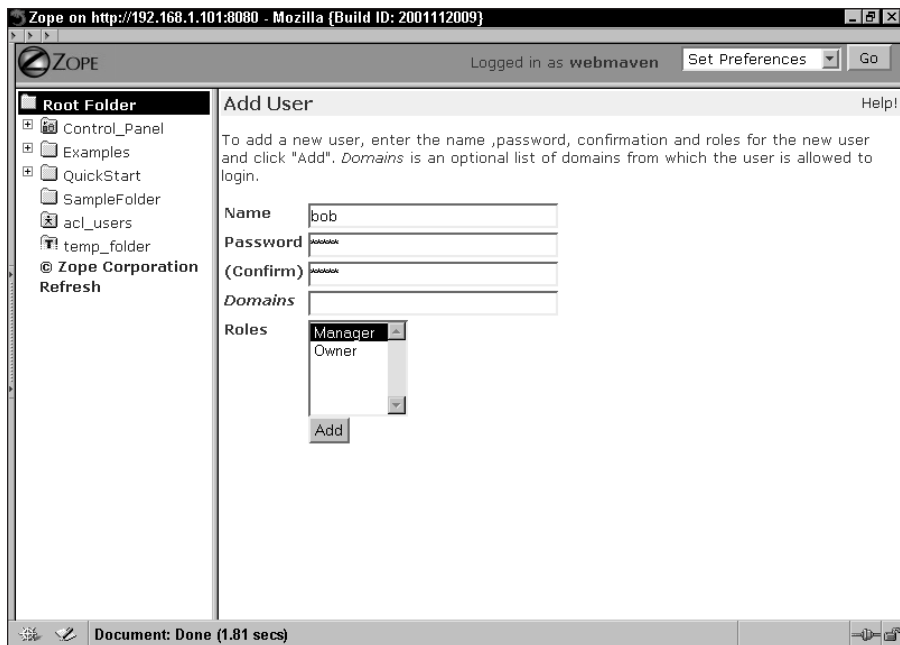 Zope on http://192.168.1.101:8080 - Mozilla {Build ID: 2001112009}
ZOPE
Logged in as webmaven
Set Preferences
Go
Root Folder
Control_Panel
Examples
QuickStart
SampleFolder
acl_users
temp_folder
© Zope Corporation
Refresh
Add User
Help!
To add a new user, enter the name ,password, confirmation and roles for the new user
and click "Add". Domains is an optional list of domains from which the user is allowed to
login.
Name
bob
Password
(Confirm)
Domains
Roles
Manager
Owner
Add
Document: Done (1.81 secs)